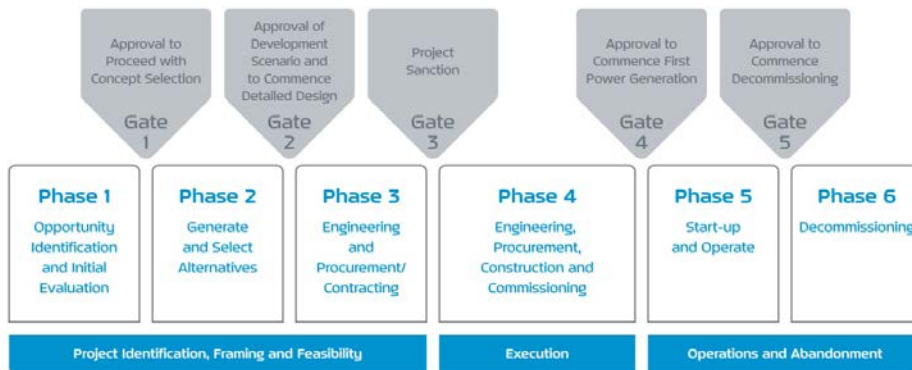 Approval to
Proceed with
Concept Selection
Gate
1
Approval of
Development
Scenario and
to Commence
Detailed Design
Gate
2
Project
Sanction
Gate
3
Approval to
Commence First
Power Generation
Gate
4
Approval to
Commence
Decommissioning
Gate
5
Phase 1
Opportunity
Identification
and Initial
Evaluation
Phase 2
Generate
and Select
Alternatives
Phase 3
Engineering
and
Procurement/
Contracting
Phase 4
Engineering,
Procurement,
Construction and
Commissioning
Phase 5
Start-up
and Operate
Phase 6
Decommissioning
Project Identification, Framing and Feasibility
Execution
Operations and Abandonment